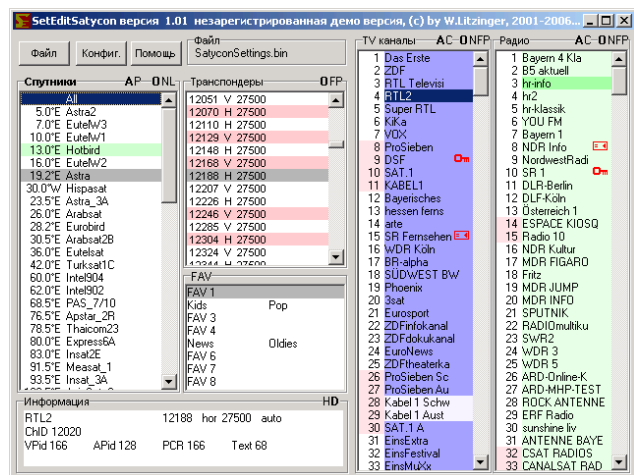 SetEditSatycon версия 1.01 незарегистрированная демо версия, (c) by W.Litzinger, 2001-2006...
Файл
Конфиг.
Помощь
Файл
SatyconSettings.bin
Спутники AP ONL
All
5.0°E Astra2
7.0°E EutelW3
10.0°E EutelW1
13.0°E Hotbird
16.0°E EutelW2
19.2°E Astra
30.0°W Hispasat
23.5°E Astra_3A
26.0°E Arabsat
28.2°E Eurobird
30.5°E Arabsat2B
36.0°E Eutelsat
42.0°E Turksat1C
60.0°E Intel904
62.0°E Intel902
68.5°E PAS_7/10
76.5°E Apstar_2R
78.5°E Thaicom23
80.0°E Express6A
83.0°E Insat2E
91.5°E Measat_1
93.5°E Insat_3A
Транспондеры OFP
12051 V 27500
12070 H 27500
12110 H 27500
12129 V 27500
12148 H 27500
12168 V 27500
12188 H 27500
12207 V 27500
12226 H 27500
12246 V 27500
12285 V 27500
12304 H 27500
12324 V 27500
12344 H 27500
FAV
FAV 1
Kids Pop
FAV 3
FAV 4
News Oldies
FAV 6
FAV 7
FAV 8
Информация HD
RTL2 12188 hor 27500 auto
ChID 12020
VPid 166 APid 128 PCR 166 Text 68
TV каналы AC ONFP
1 Das Erste
2 ZDF
3 RTL Televisi
4 RTL2
5 Super RTL
6 KiKa
7 VOX
8 ProSieben
9 DSF
10 SAT.1
11 KABEL1
12 Bayerisches
13 hessen ferns
14 arte
15 SR Fernsehen
16 WDR Köln
17 BR-alpha
18 SÜDWEST BW
19 Phoenix
20 3sat
21 Eurosport
22 ZDFinfokanal
23 ZDFdokukanal
24 EuroNews
25 ZDFtheaterka
26 ProSieben Sc
27 ProSieben Au
28 Kabel 1 Schw
29 Kabel 1 Aust
30 SAT.1 A
31 EinsExtra
32 EinsFestival
33 EinsMuXx
Радио AC ONFP
1 Bayern 4 Kla
2 B5 aktuell
3 hr-info
4 hr2
5 hr-klassik
6 YOU FM
7 Bayern 1
8 NDR Info
9 NordwestRadi
10 SR 1
11 DLR-Berlin
12 DLF-Köln
13 Österreich 1
14 ESPACE KIOSQ
15 Radio 10
16 NDR Kultur
17 MDR FIGARO
18 Fritz
19 MDR JUMP
20 MDR INFO
21 SPUTNIK
22 RADIOmultiku
23 SWR2
24 WDR 3
25 WDR 5
26 ARD-Online-K
27 ARD-MHP-TEST
28 ROCK ANTENNE
29 ERF Radio
30 sunshine liv
31 ANTENNE BAYE
32 CSAT RADIOS
33 CANALSAT RAD